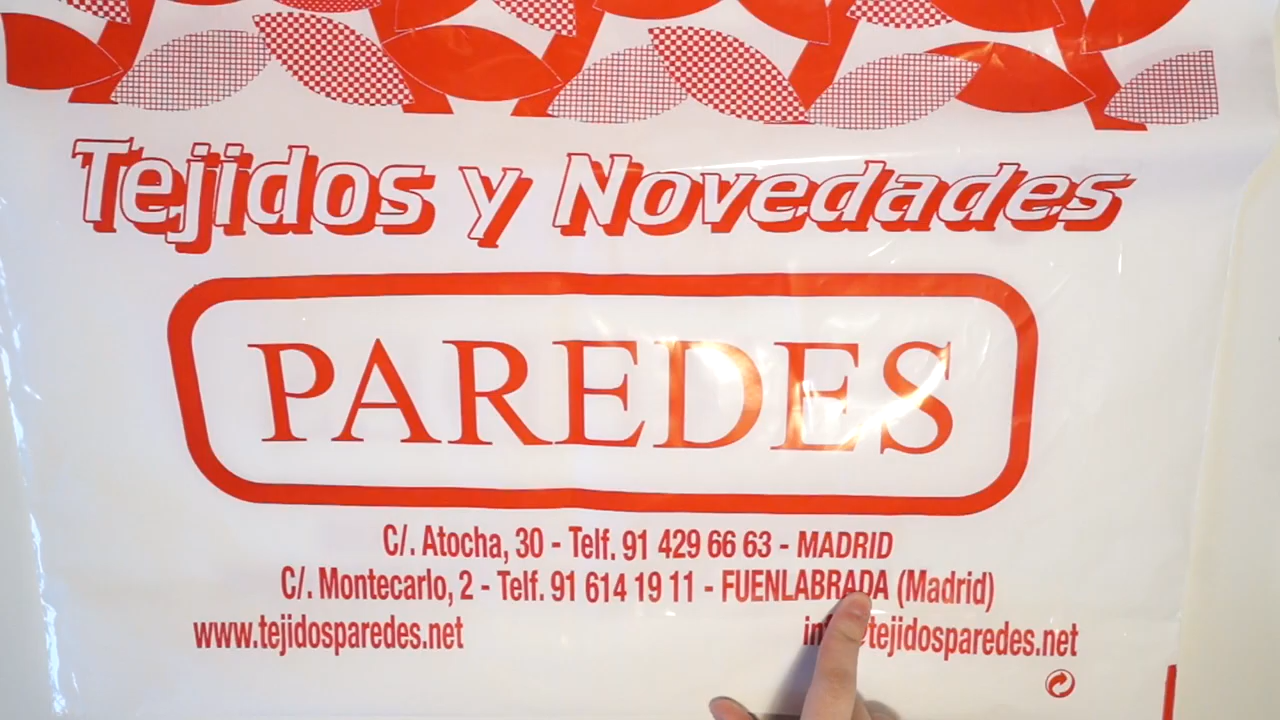 Tejidos y Novedades
PAREDES
C/. Atocha, 30 - Telf. 91 429 66 63 - MADRID
C/. Montecarlo, 2 - Telf. 91 614 19 11 - FUENLABRADA (Madrid)
www.tejidosparedes.net
tejidosparedes.net